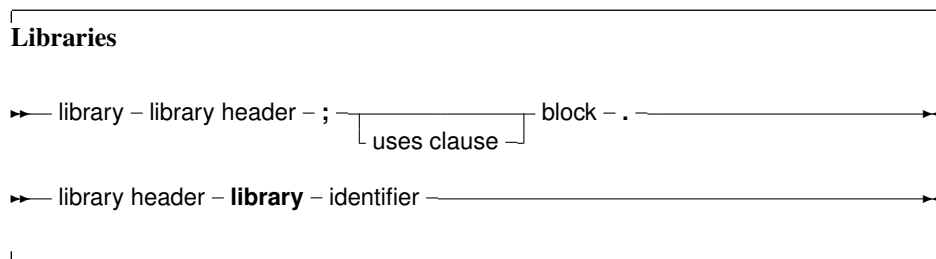 Libraries
library – library header – ; – block – . –
uses clause
library header – library – identifier –